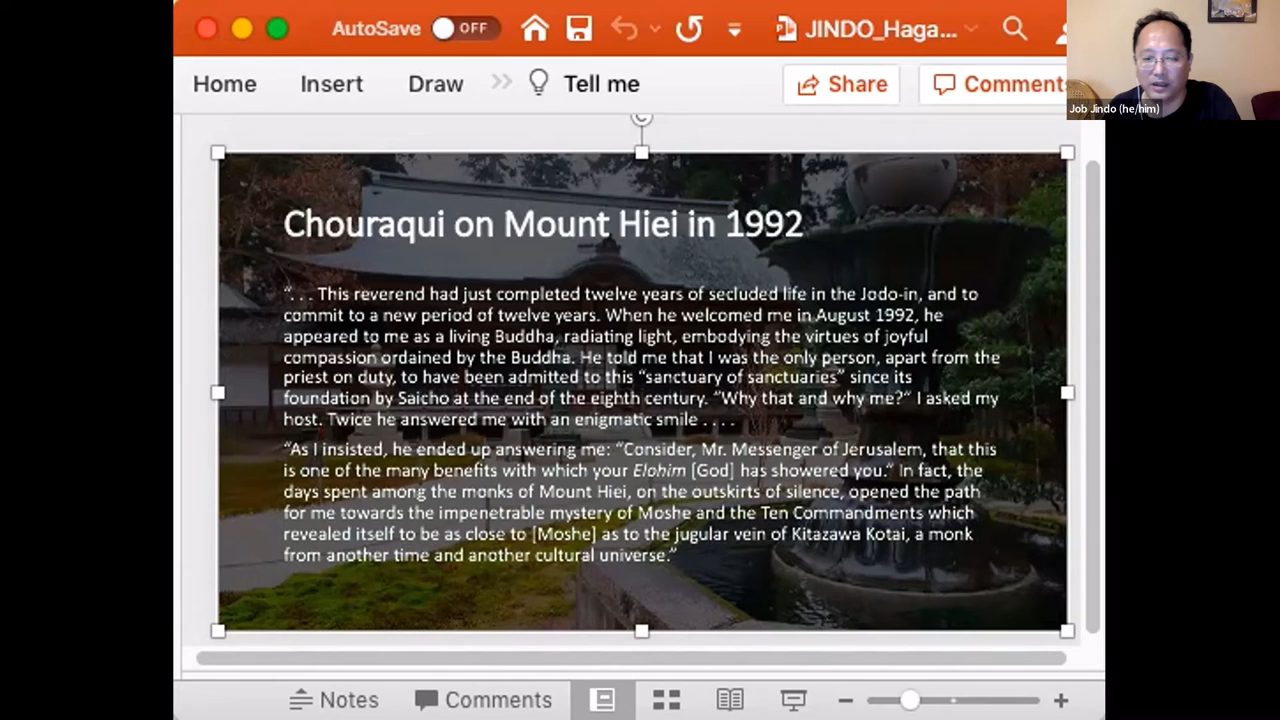 AutoSave OFF JINDO_Haga...
Home Insert Draw Tell me Share Comment
Job Jindo (he/him)
Chouraqui on Mount Hiei in 1992
“. . . This reverend had just completed twelve years of secluded life in the Jodo-in, and to
commit to a new period of twelve years. When he welcomed me in August 1992, he
appeared to me as a living Buddha, radiating light, embodying the virtues of joyful
compassion ordained by the Buddha. He told me that I was the only person, apart from the
priest on duty, to have been admitted to this “sanctuary of sanctuaries” since its
foundation by Saicho at the end of the eighth century. “Why that and why me?” I asked my
host. Twice he answered me with an enigmatic smile . . . .
“As I insisted, he ended up answering me: “Consider, Mr. Messenger of Jerusalem, that this
is one of the many benefits with which your Elohim [God] has showered you.” In fact, the
days spent among the monks of Mount Hiei, on the outskirts of silence, opened the path
for me towards the impenetrable mystery of Moshe and the Ten Commandments which
revealed itself to be as close to [Moshe] as to the jugular vein of Kitazawa Kotai, a monk
from another time and another cultural universe.”
Notes Comments